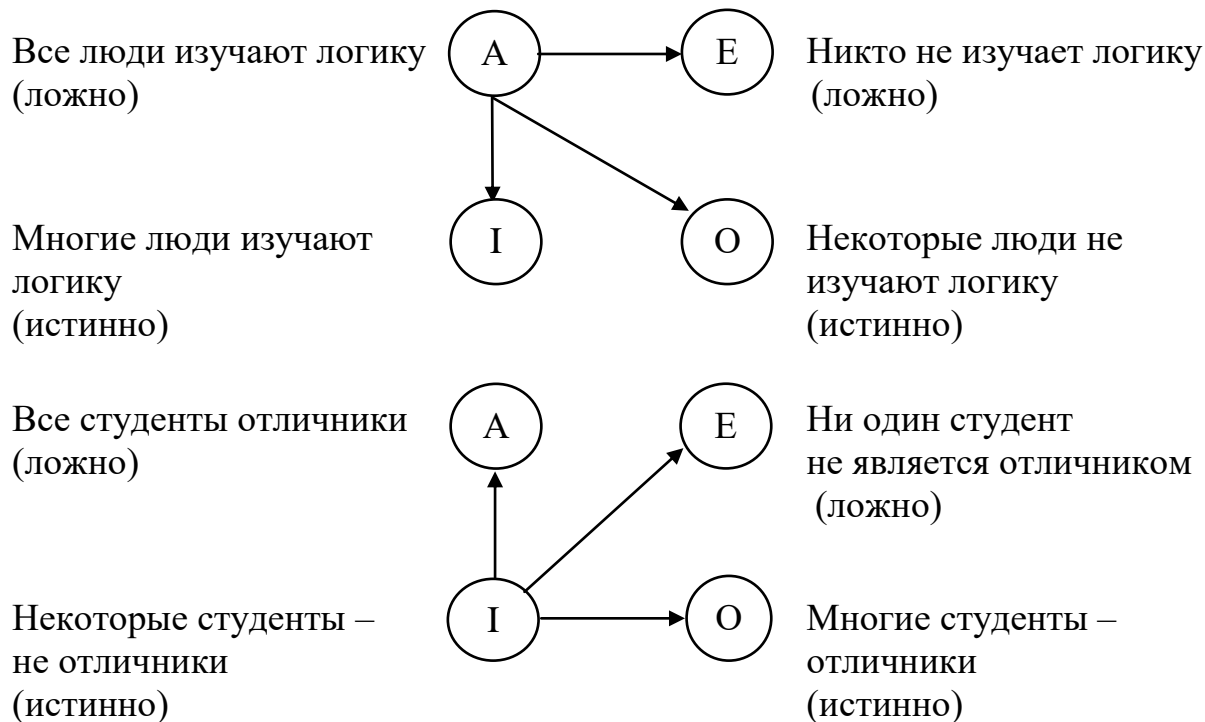 Все люди изучают логику A E Никто не изучает логику
(ложно) (ложно)
Многие люди изучают I O Некоторые люди не
логику изучают логику
(истинно) (истинно)
Все студенты отличники A E Ни один студент
(ложно) не является отличником
(ложно)
Некоторые студенты – I O Многие студенты –
не отличники отличники
(истинно) (истинно)